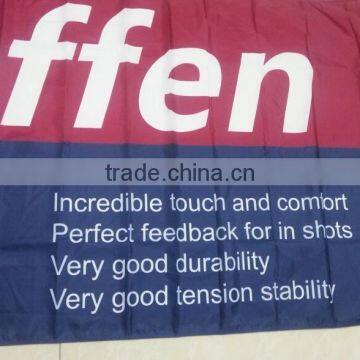 ffen
trade.china.cn
Incredible touch and comfort
Perfect feedback for in shots
Very good durability
Very good tension stability